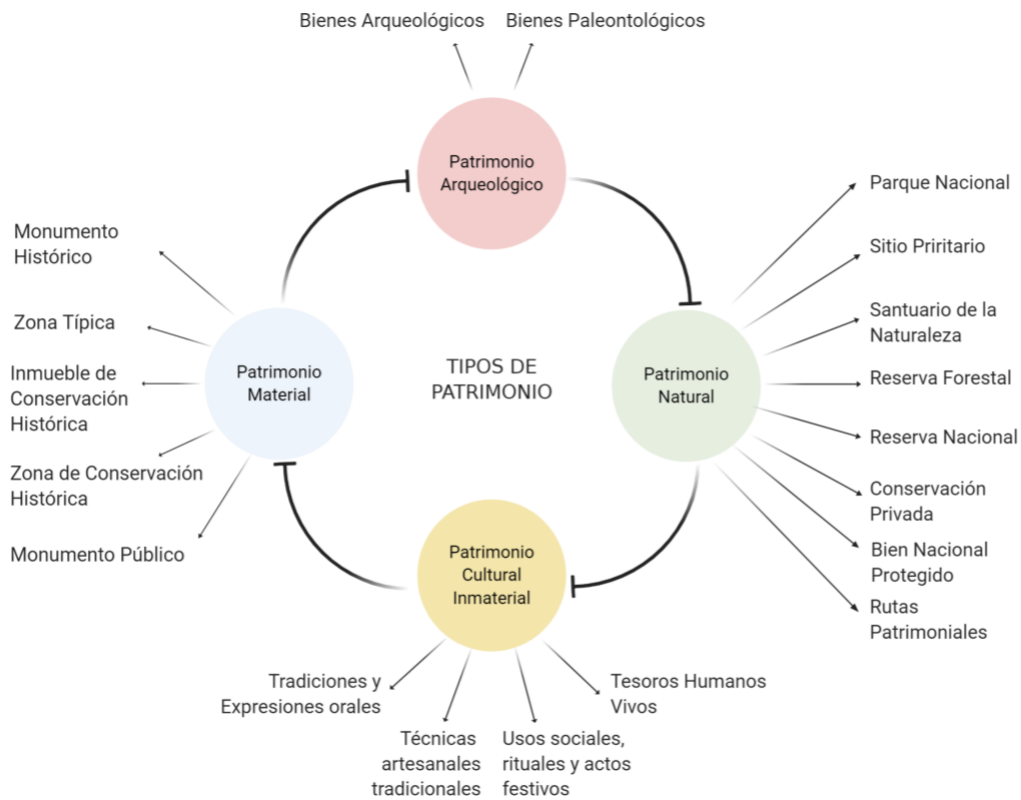 Bienes Arqueológicos
Bienes Paleontológicos
Patrimonio
Arqueológico
Parque Nacional
Sitio Priritario
Santuario de la
Naturaleza
Reserva Forestal
Reserva Nacional
Conservación
Privada
Bien Nacional
Protegido
Rutas
Patrimoniales
Patrimonio
Natural
TIPOS DE
PATRIMONIO
Monumento
Histórico
Zona Típica
Inmueble de
Conservación
Histórica
Zona de Conservación
Histórica
Monumento Público
Patrimonio
Material
Patrimonio
Cultural
Inmaterial
Tradiciones y
Expresiones orales
Técnicas
artesanales
tradicionales
Usos sociales,
rituales y actos
festivos
Tesoros Humanos
Vivos